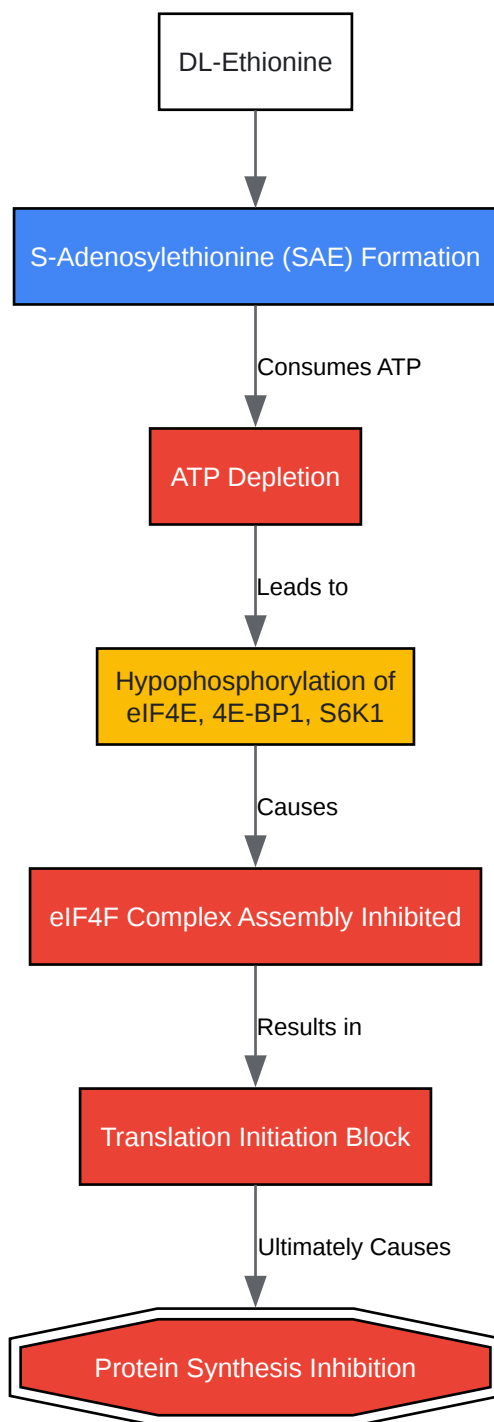 DL-Ethionine
S-Adenosylethionine (SAE) Formation
Consumes ATP
ATP Depletion
Leads to
Hypophosphorylation of
eIF4E, 4E-BP1, S6K1
Causes
eIF4F Complex Assembly Inhibited
Results in
Translation Initiation Block
Ultimately Causes
Protein Synthesis Inhibition